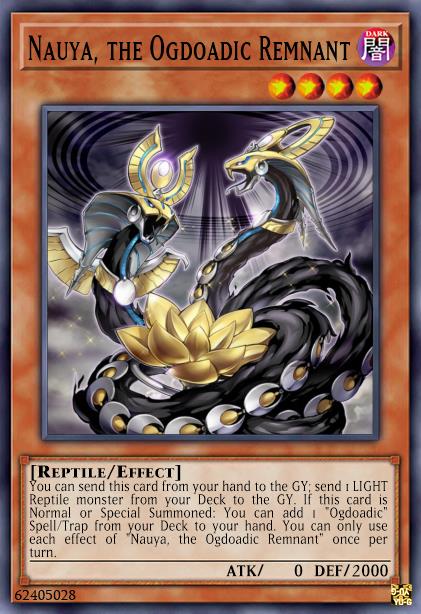 NAUYA, THE OGDOADIC REMNANT
DARK
闇
[REPTILE/EFFECT]
You can send this card from your hand to the GY; send 1 LIGHT
Reptile monster from your Deck to the GY. If this card is
Normal or Special Summoned: You can add 1 "Ogdoadic"
Spell/Trap from your Deck to your hand. You can only use
each effect of "Nauya, the Ogdoadic Remnant" once per
turn.
ATK/ 0 DEF/2000
62405028